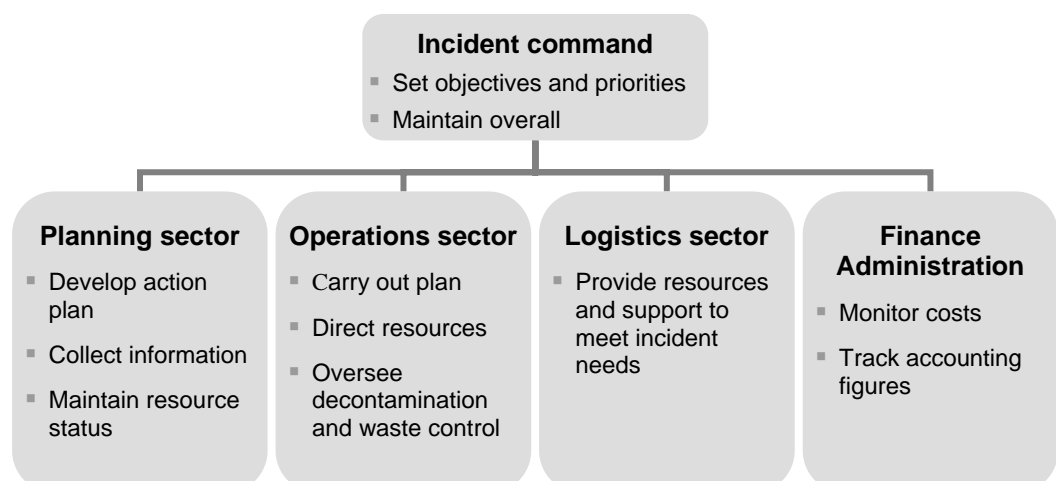 Incident command
▪ Set objectives and priorities
▪ Maintain overall
Planning sector
▪ Develop action
plan
▪ Collect information
▪ Maintain resource
status
Operations sector
▪ Carry out plan
▪ Direct resources
▪ Oversee
decontamination
and waste control
Logistics sector
▪ Provide resources
and support to
meet incident
needs
Finance
Administration
▪ Monitor costs
▪ Track accounting
figures